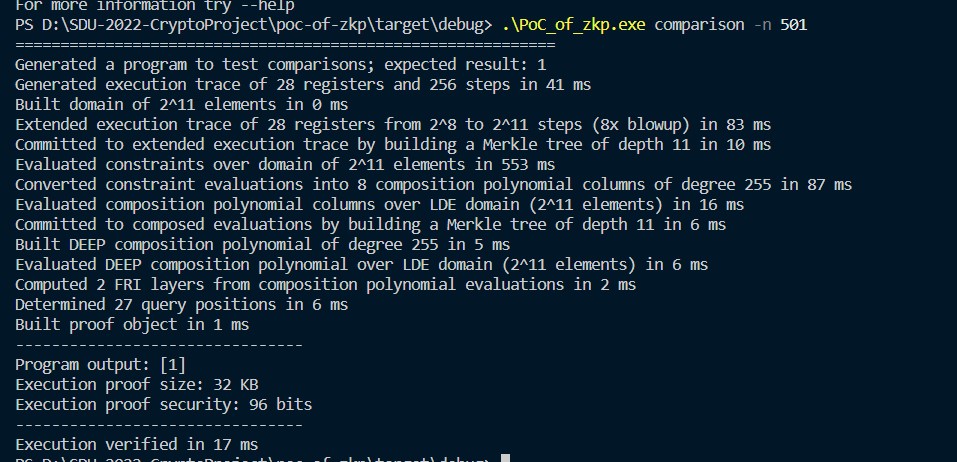 For more information try --help
PS D:\SDU-2022-CryptoProject\poc-of-zkp\target\debug> .\PoC_of_zkp.exe comparison -n 501
============================================================
Generated a program to test comparisons; expected result: 1
Generated execution trace of 28 registers and 256 steps in 41 ms
Built domain of 2^11 elements in 0 ms
Extended execution trace of 28 registers from 2^8 to 2^11 steps (8x blowup) in 83 ms
Committed to extended execution trace by building a Merkle tree of depth 11 in 10 ms
Evaluated constraints over domain of 2^11 elements in 553 ms
Converted constraint evaluations into 8 composition polynomial columns of degree 255 in 87 ms
Evaluated composition polynomial columns over LDE domain (2^11 elements) in 16 ms
Committed to composed evaluations by building a Merkle tree of depth 11 in 6 ms
Built DEEP composition polynomial of degree 255 in 5 ms
Evaluated DEEP composition polynomial over LDE domain (2^11 elements) in 6 ms
Computed 2 FRI layers from composition polynomial evaluations in 2 ms
Determined 27 query positions in 6 ms
Built proof object in 1 ms
--------------------------------
Program output: [1]
Execution proof size: 32 KB
Execution proof security: 96 bits
--------------------------------
Execution verified in 17 ms
PS D:\SDU-2022-CryptoProject\poc-of-zkp\target\debug>